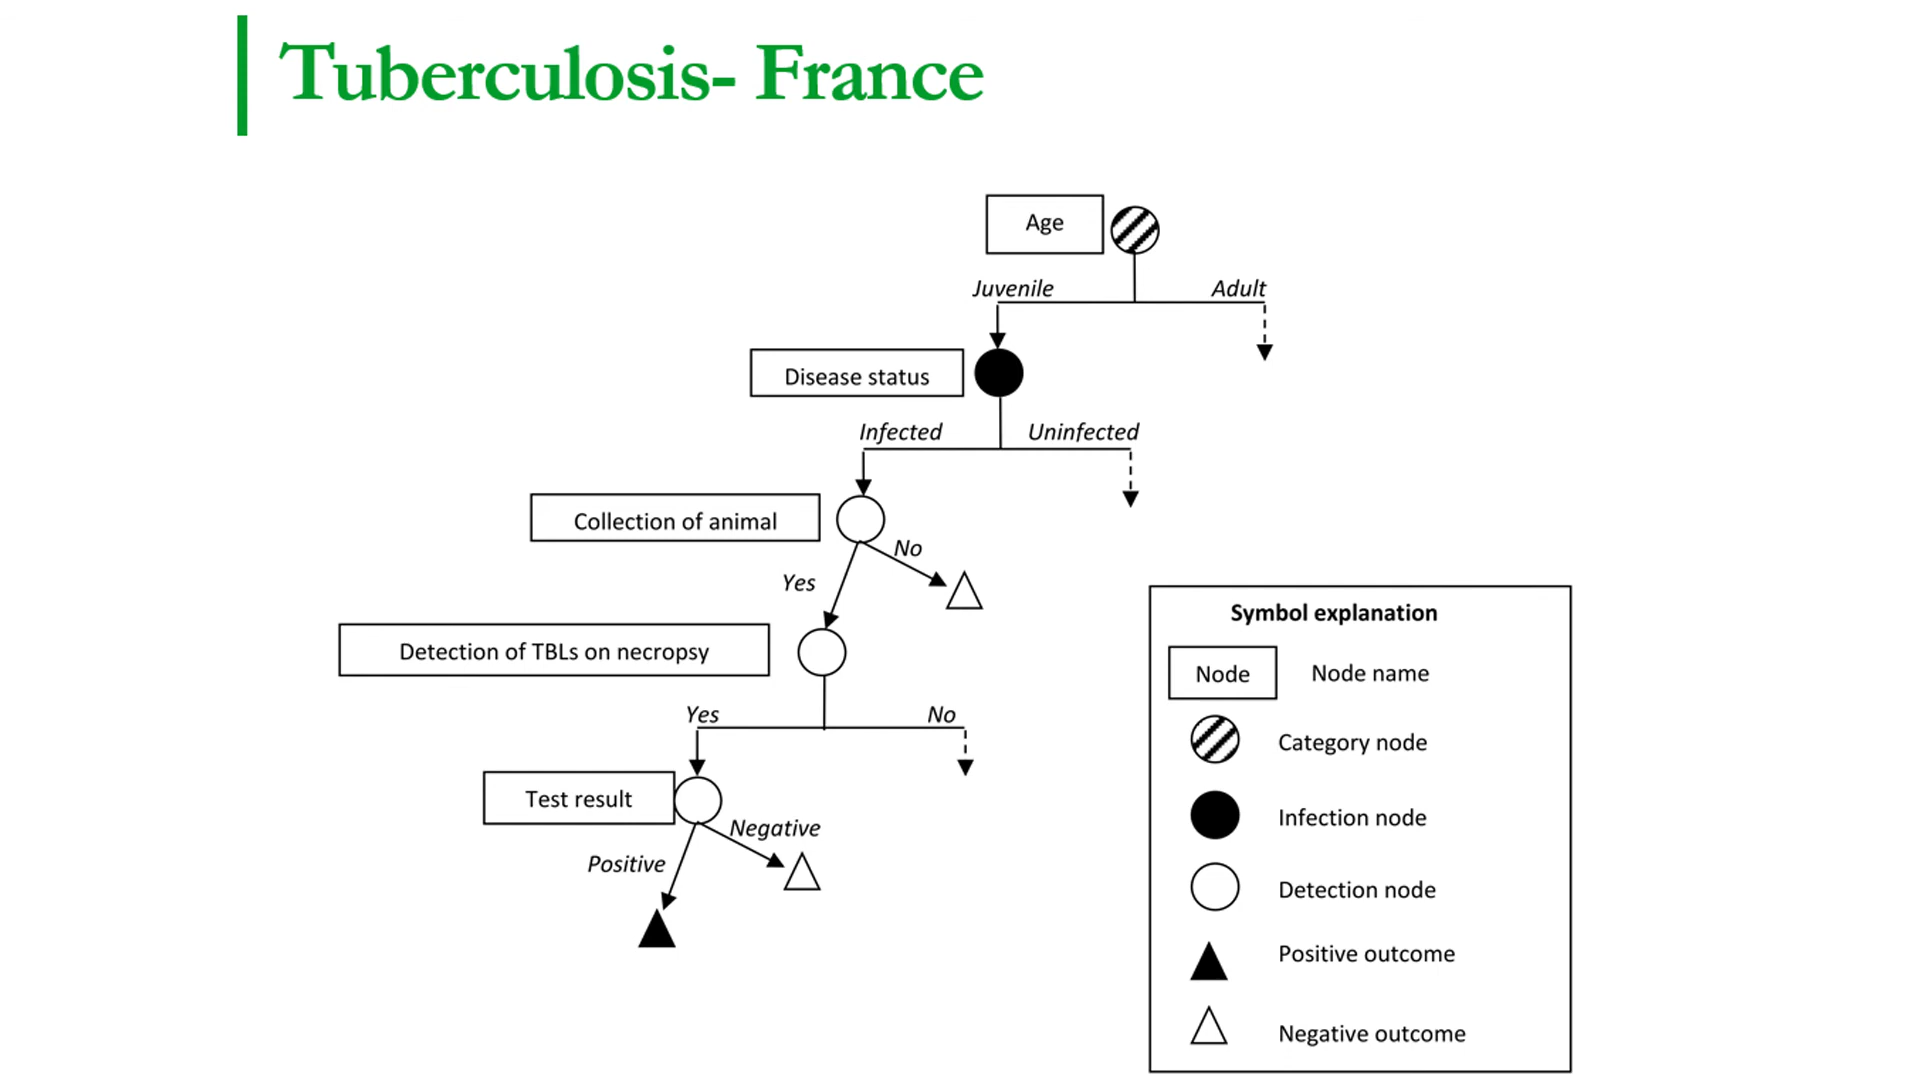 Tuberculosis- France
Age
Juvenile
Adult
Disease status
Infected
Uninfected
Collection of animal
No
Yes
Detection of TBLs on necropsy
Yes
No
Test result
Negative
Positive
Symbol explanation
Node
Node name
Category node
Infection node
Detection node
Positive outcome
Negative outcome